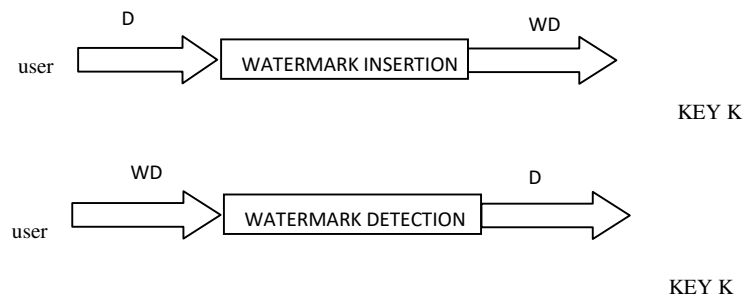 D
WD
user
WATERMARK INSERTION
KEY K
WD
D
user
WATERMARK DETECTION
KEY K